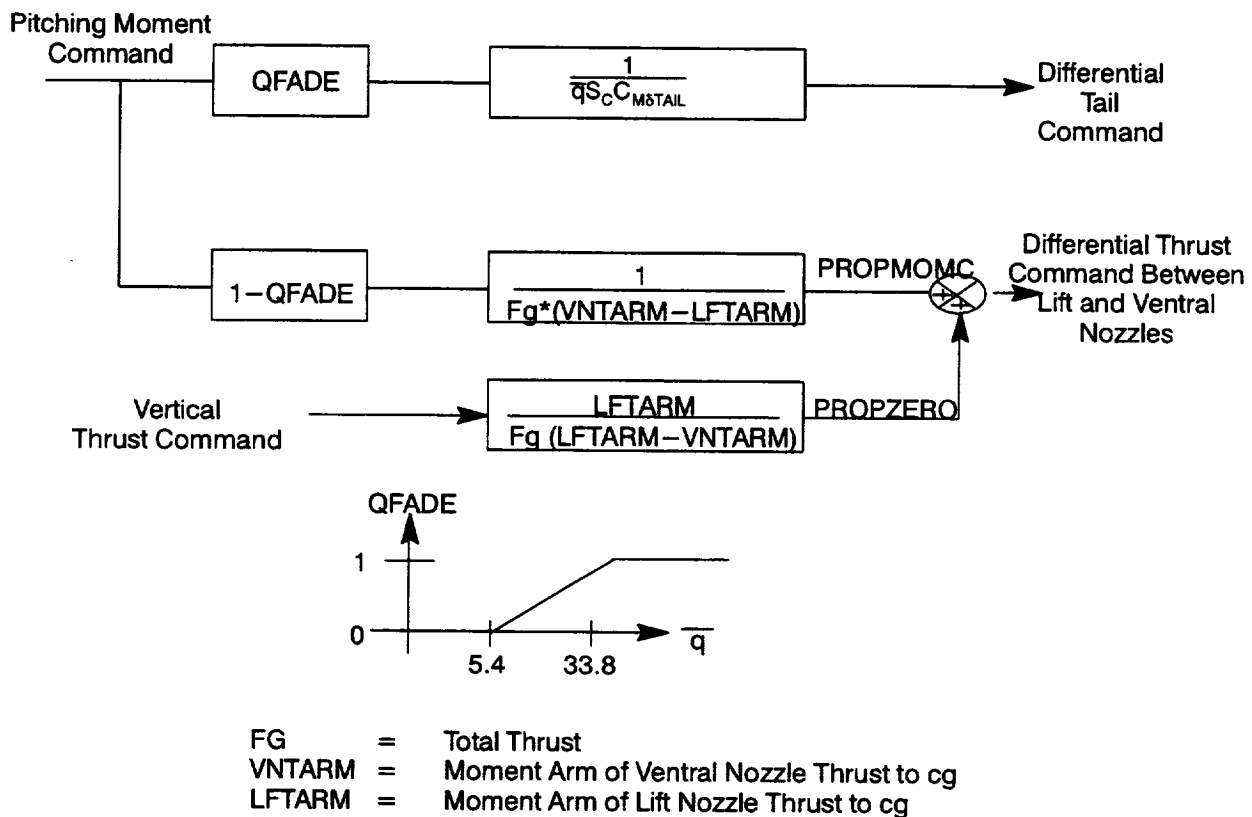 Pitching Moment
Command
QFADE
1
q̅S_C C_MδTAIL
Differential
Tail
Command
1−QFADE
1
Fg*(VNTARM−LFTARM)
PROPMOMC
+
+
Differential Thrust
Command Between
Lift and Ventral
Nozzles
Vertical
Thrust Command
LFTARM
Fg (LFTARM−VNTARM)
PROPZERO
QFADE
1
0
q̅
5.4 33.8
FG = Total Thrust
VNTARM = Moment Arm of Ventral Nozzle Thrust to cg
LFTARM = Moment Arm of Lift Nozzle Thrust to cg